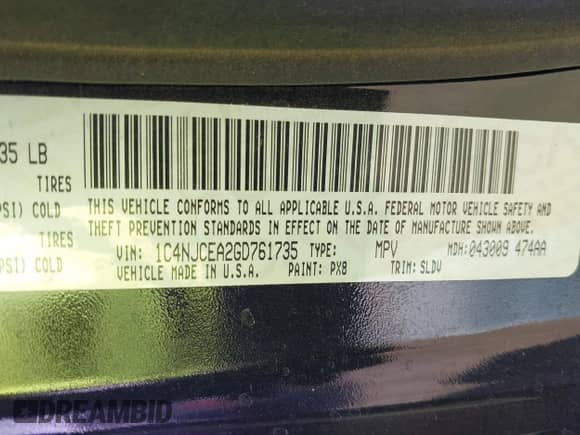 35 LB
TIRES
PSI) COLD
TIRES
PSI) COLD
THIS VEHICLE CONFORMS TO ALL APPLICABLE U.S.A. FEDERAL MOTOR VEHICLE SAFETY AND
THEFT PREVENTION STANDARDS IN EFFECT ON THE DATE OF MANUFACTURE SHOWN ABOVE.
VIN: 1C4NJCEA2GD761735 TYPE: MPV MDH:043009 474AA
VEHICLE MADE IN U.S.A. PAINT: PX8 TRIM: SLDV
DREAMBID